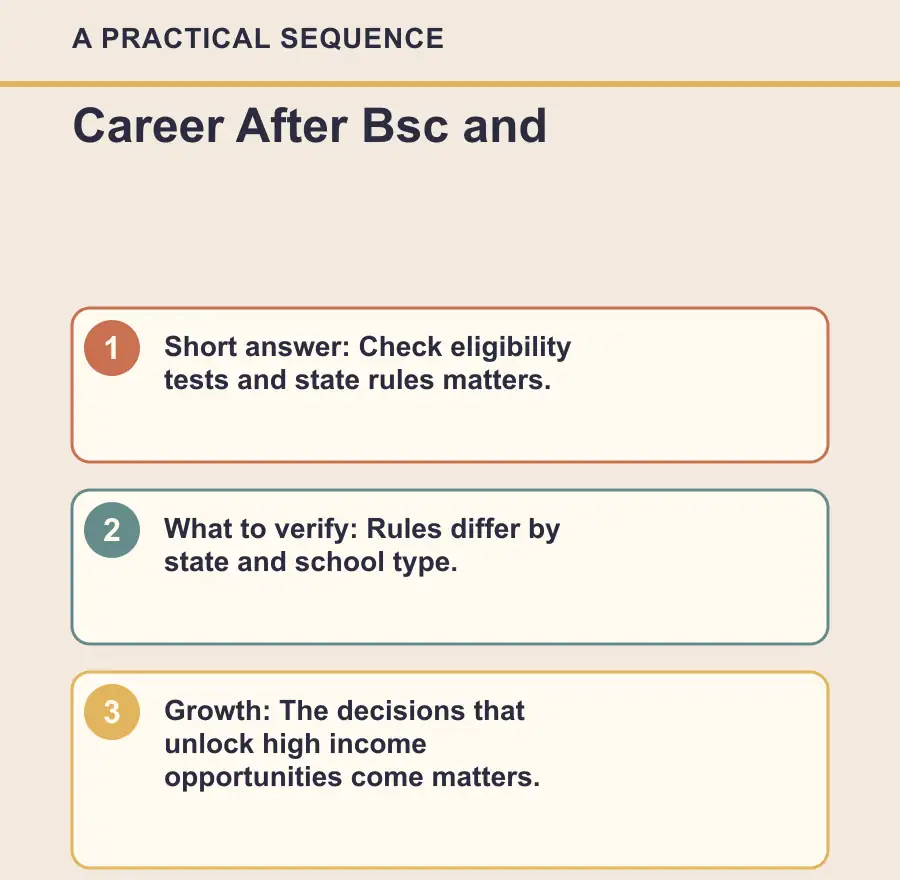 A PRACTICAL SEQUENCE
Career After Bsc and
1
Short answer: Check eligibility
tests and state rules matters.
2
What to verify: Rules differ by
state and school type.
3
Growth: The decisions that
unlock high income
opportunities come matters.